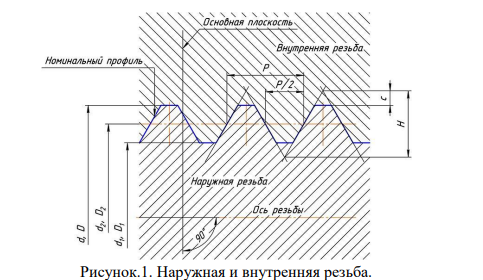 Основная плоскость
Внутренняя резьба
Номинальный профиль
P
P/2
c
H
d, D
d₂, D₂
d₁, D₁
Наружная резьба
Ось резьбы
90°
Рисунок.1. Наружная и внутренняя резьба.